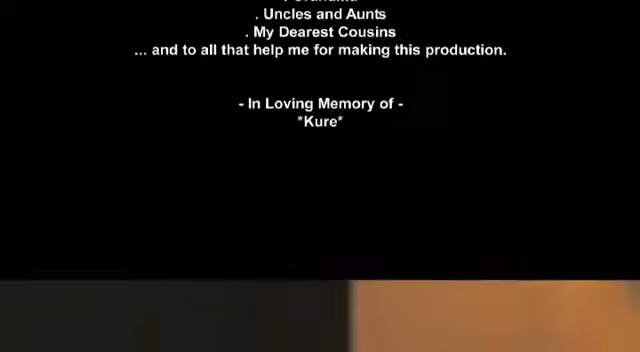 . Uncles and Aunts
. My Dearest Cousins
... and to all that help me for making this production.
- In Loving Memory of -
*Kure*